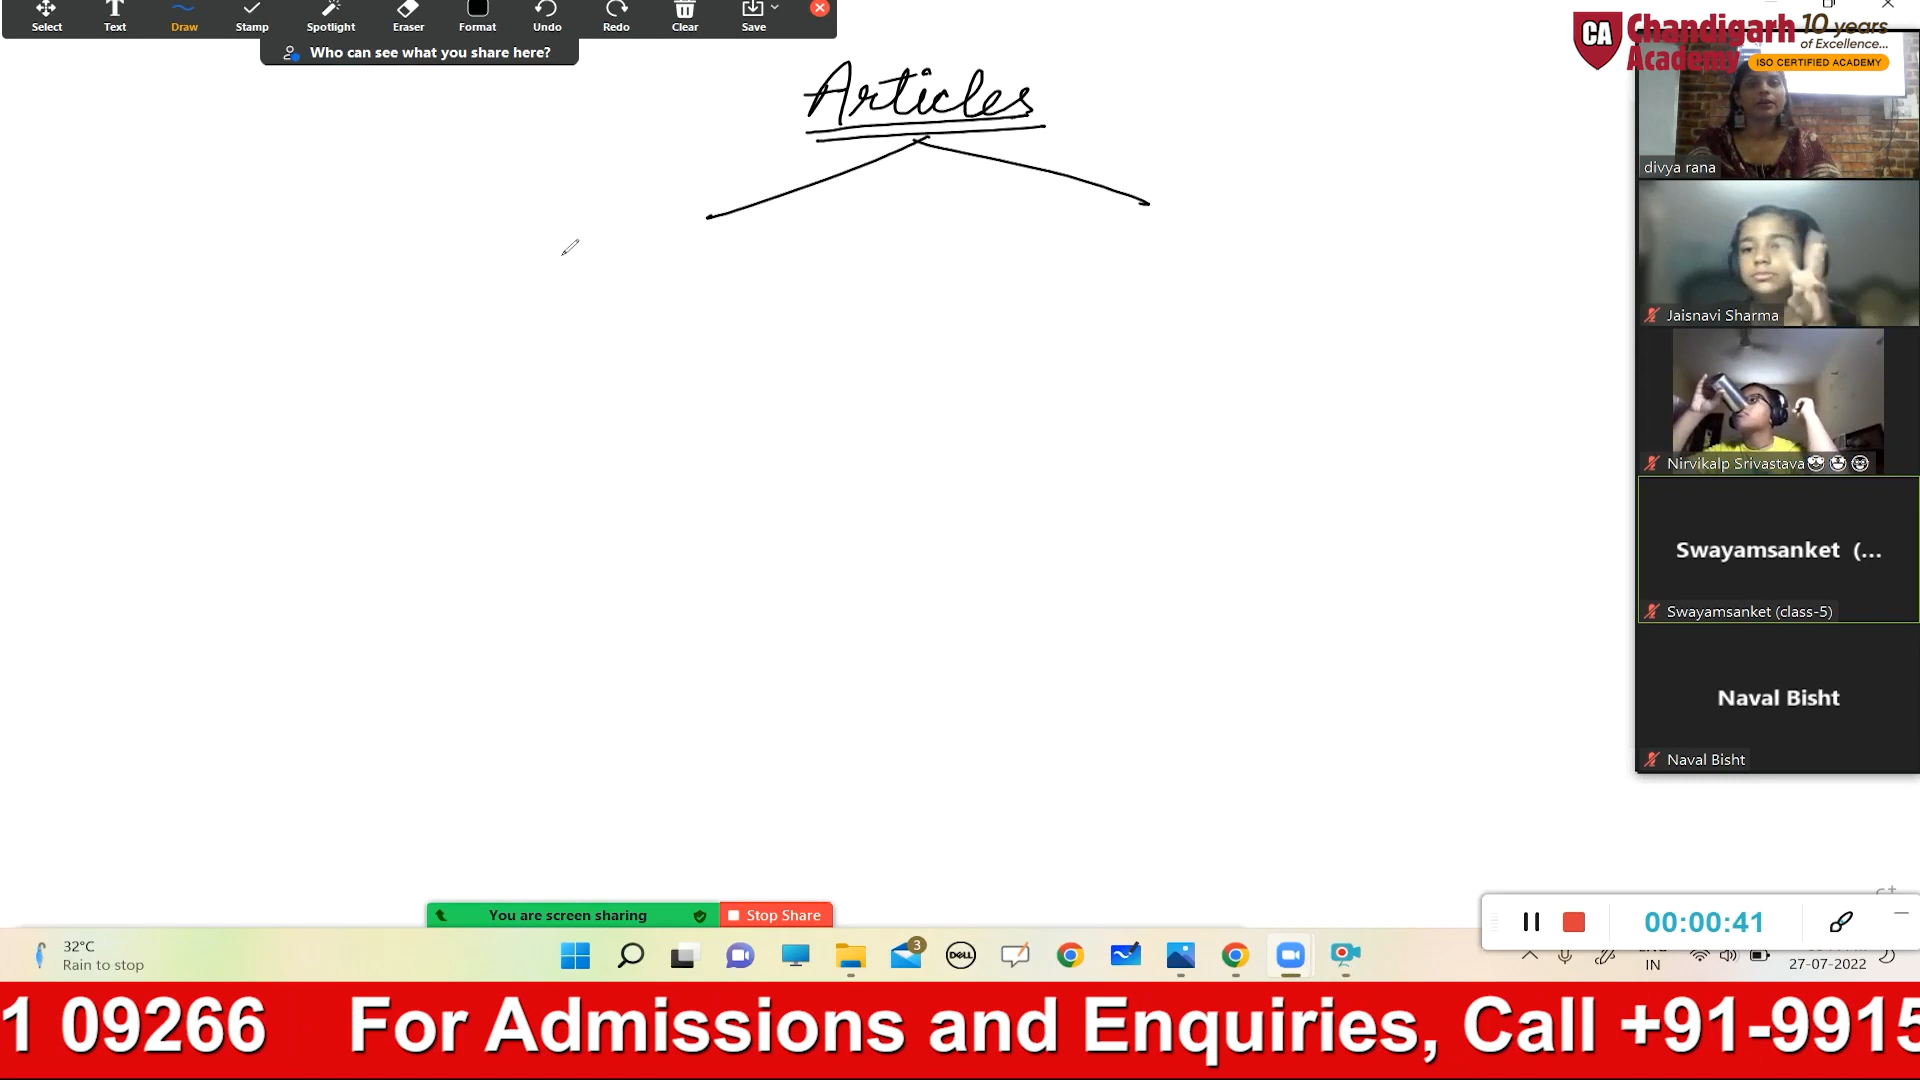 Select Text Draw Stamp Spotlight Eraser Format Undo Redo Clear Save
Who can see what you share here?
CA Chandigarh Academy
10 years
of Excellence...
ISO CERTIFIED ACADEMY
Articles
divya rana
Jaisnavi Sharma
Nirvikalp Srivastava
Swayamsanket (...
Swayamsanket (class-5)
Naval Bisht
Naval Bisht
You are screen sharing Stop Share
00:00:41
32°C
Rain to stop
3
DELL
IN
27-07-2022
1 09266 For Admissions and Enquiries, Call +91-9915